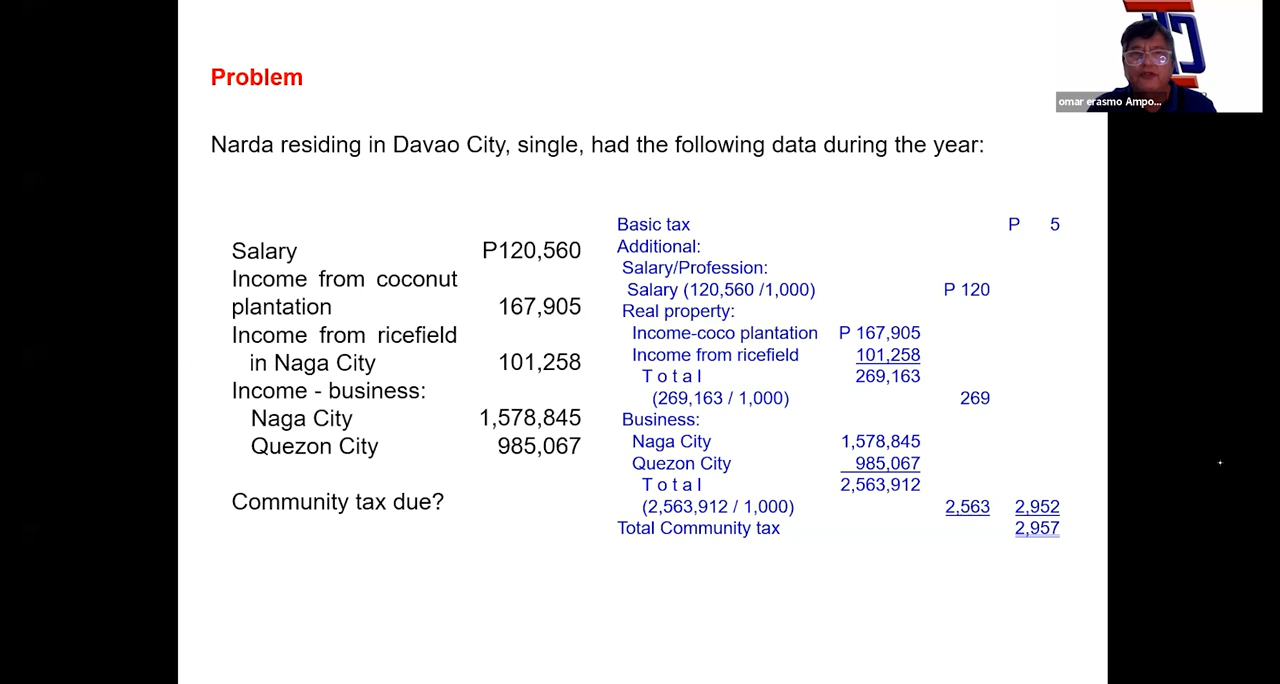 Problem
omar erasmo Ampo...
Narda residing in Davao City, single, had the following data during the year:
Salary P120,560
Income from coconut
plantation 167,905
Income from ricefield
in Naga City 101,258
Income - business:
Naga City 1,578,845
Quezon City 985,067
Community tax due?
Basic tax P 5
Additional:
Salary/Profession:
Salary (120,560 /1,000) P 120
Real property:
Income-coco plantation P 167,905
Income from ricefield 101,258
T o t a l 269,163
(269,163 / 1,000) 269
Business:
Naga City 1,578,845
Quezon City 985,067
T o t a l 2,563,912
(2,563,912 / 1,000) 2,563 2,952
Total Community tax 2,957